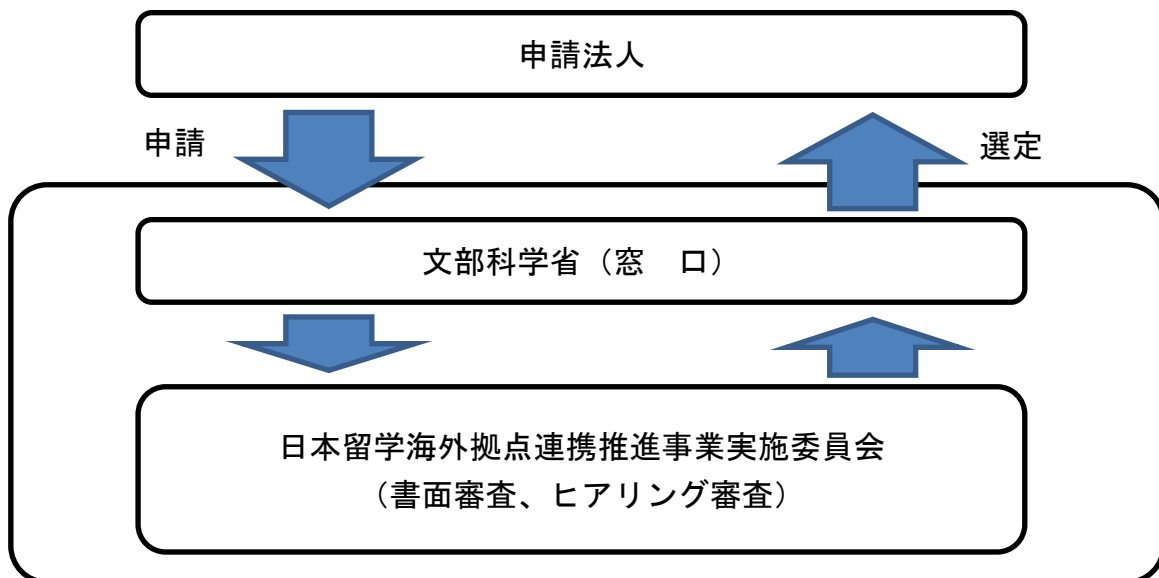 申請法人
申請
選定
文部科学省（窓　口）
日本留学海外拠点連携推進事業実施委員会
（書面審査、ヒアリング審査）